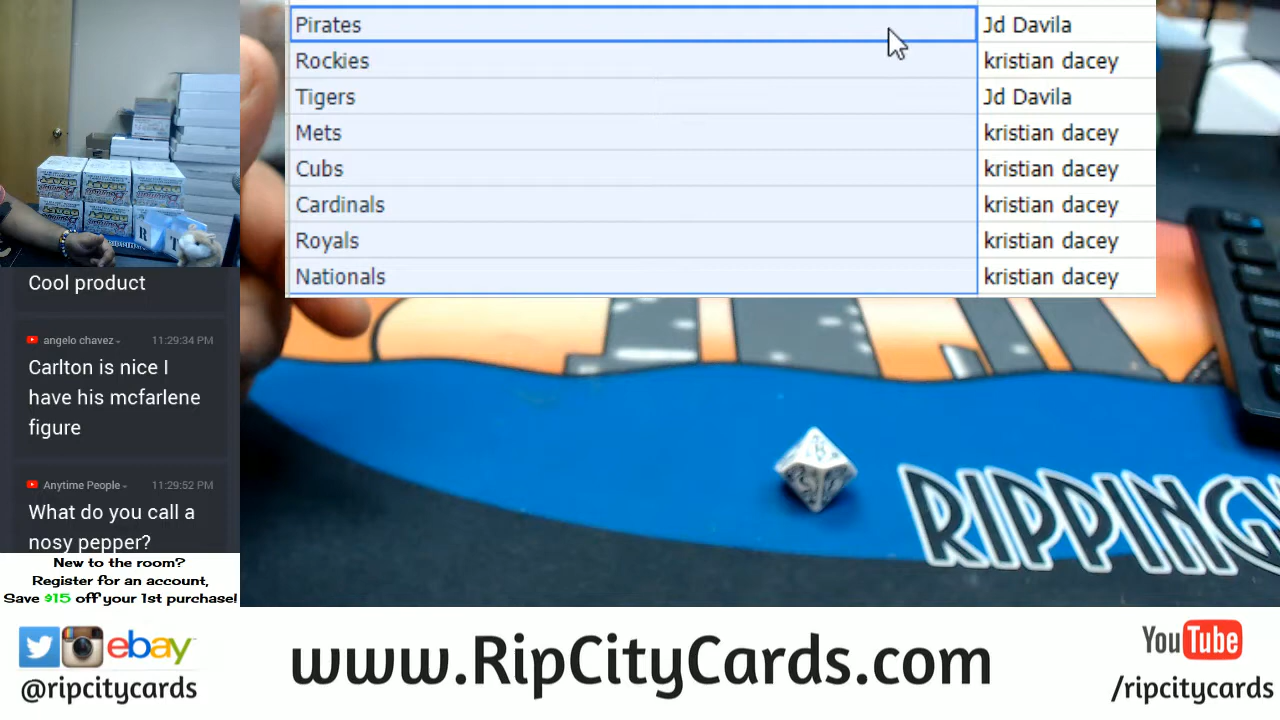 Pirates Jd Davila
Rockies kristian dacey
Tigers Jd Davila
Mets kristian dacey
Cubs kristian dacey
Cardinals kristian dacey
Royals kristian dacey
Nationals kristian dacey
R
T
Cool product
angelo chavez 11:29:34 PM
Carlton is nice I
have his mcfarlene
figure
Anytime People 11:29:52 PM
What do you call a
nosy pepper?
New to the room?
Register for an account,
Save $15 off your 1st purchase!
RIPPING
ebay
@ripcitycards
www.RipCityCards.com
YouTube
/ripcitycards